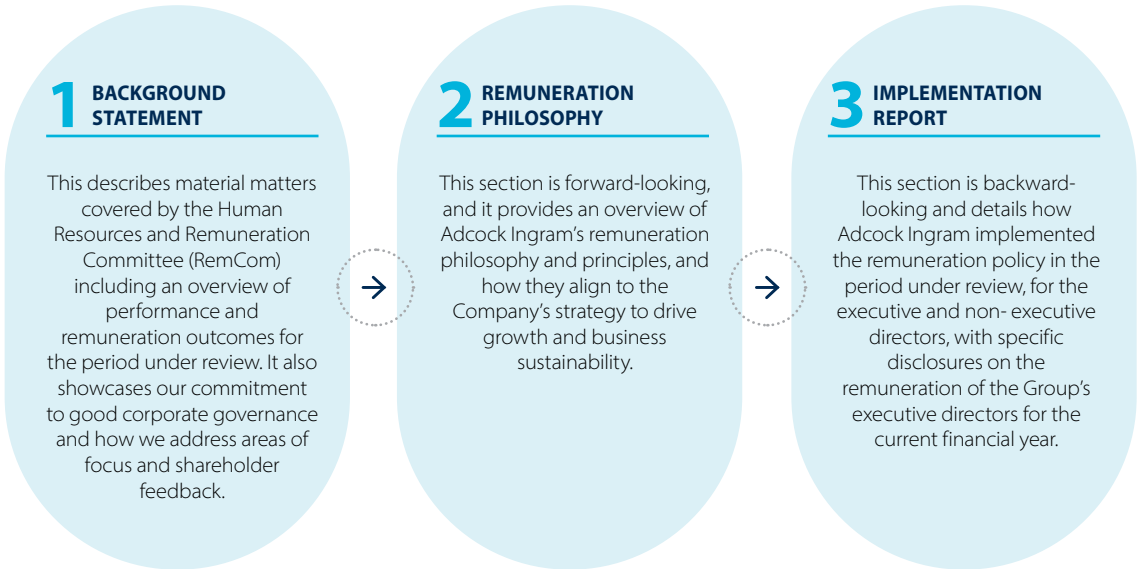 1 BACKGROUND
STATEMENT
This describes material matters
covered by the Human
Resources and Remuneration
Committee (RemCom)
including an overview of
performance and
remuneration outcomes for
the period under review. It also
showcases our commitment
to good corporate governance
and how we address areas of
focus and shareholder
feedback.
2 REMUNERATION
PHILOSOPHY
This section is forward-looking,
and it provides an overview of
Adcock Ingram’s remuneration
philosophy and principles, and
how they align to the
Company’s strategy to drive
growth and business
sustainability.
3 IMPLEMENTATION
REPORT
This section is backward-
looking and details how
Adcock Ingram implemented
the remuneration policy in the
period under review, for the
executive and non- executive
directors, with specific
disclosures on the
remuneration of the Group’s
executive directors for the
current financial year.